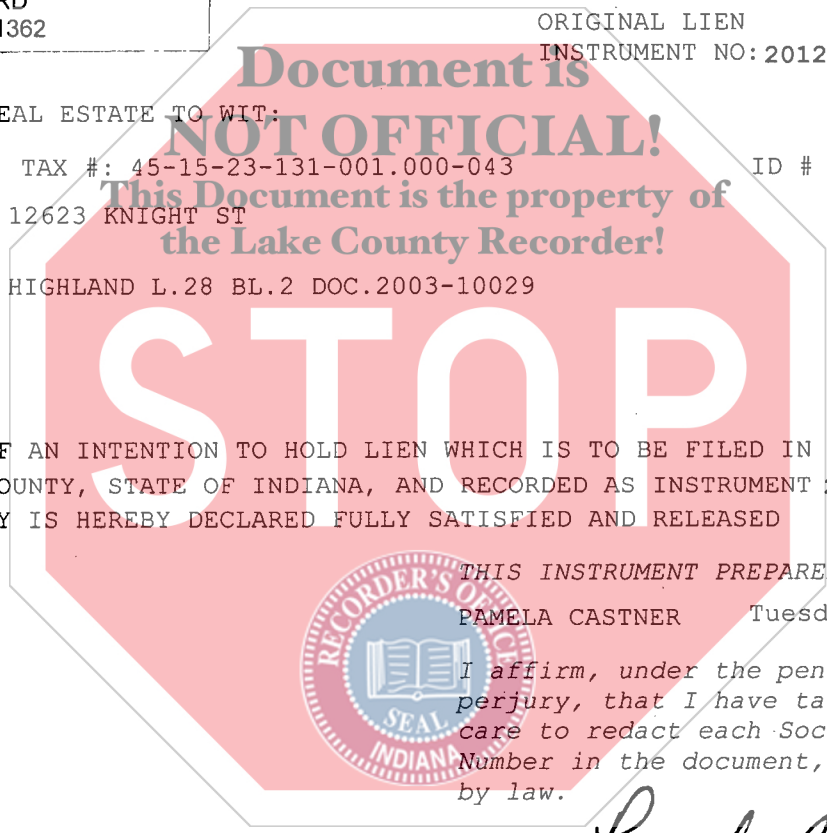 RD
1362
ORIGINAL LIEN
INSTRUMENT NO: 2012
Document is
EAL ESTATE TO WIT:
NOT OFFICIAL!
TAX #: 45-15-23-131-001.000-043 ID #
This Document is the property of
12623 KNIGHT ST
the Lake County Recorder!
HIGHLAND L.28 BL.2 DOC.2003-10029
STOP
F AN INTENTION TO HOLD LIEN WHICH IS TO BE FILED IN
OUNTY, STATE OF INDIANA, AND RECORDED AS INSTRUMENT
Y IS HEREBY DECLARED FULLY SATISFIED AND RELEASED
THIS INSTRUMENT PREPARE
PAMELA CASTNER Tuesd
I affirm, under the pen
perjury, that I have ta
care to redact each Soc
Number in the document,
by law.
RECORDER'S OFFICE
SEAL
INDIANA